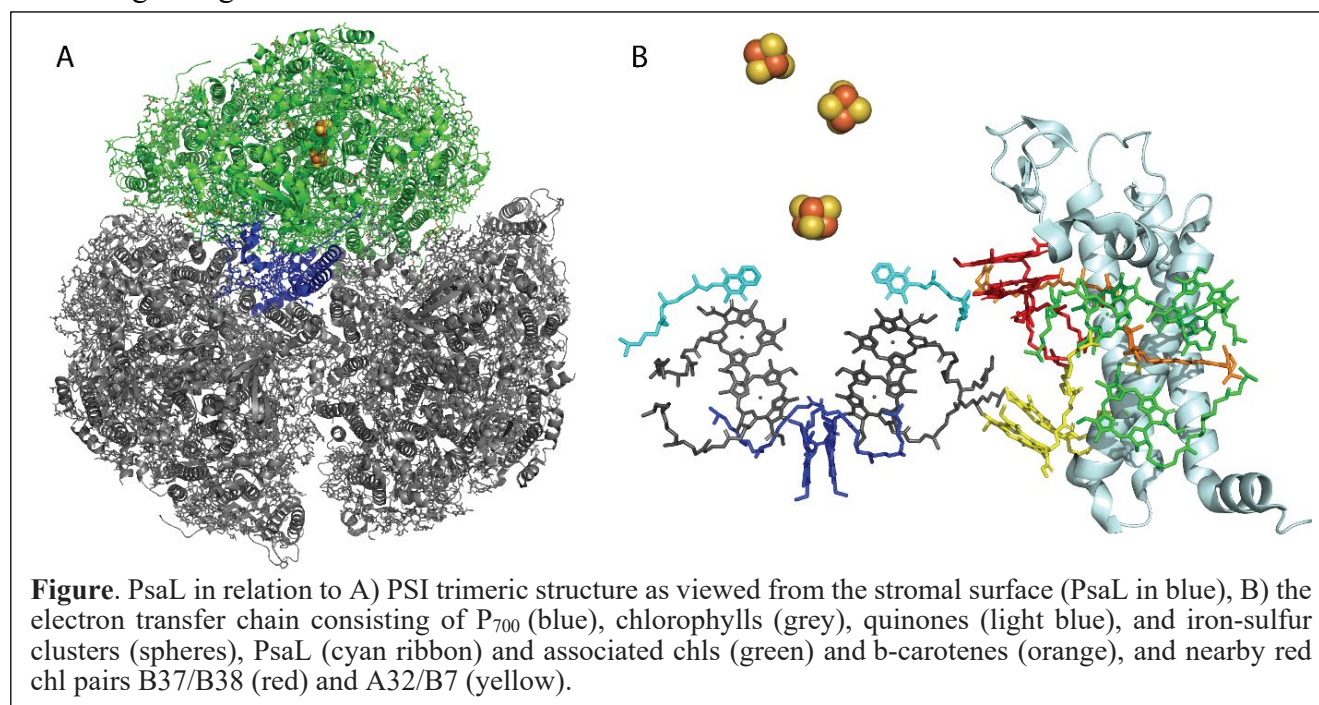 A
B
Figure. PsaL in relation to A) PSI trimeric structure as viewed from the stromal surface (PsaL in blue), B) the
electron transfer chain consisting of P₇₀₀ (blue), chlorophylls (grey), quinones (light blue), and iron-sulfur
clusters (spheres), PsaL (cyan ribbon) and associated chls (green) and b-carotenes (orange), and nearby red
chl pairs B37/B38 (red) and A32/B7 (yellow).